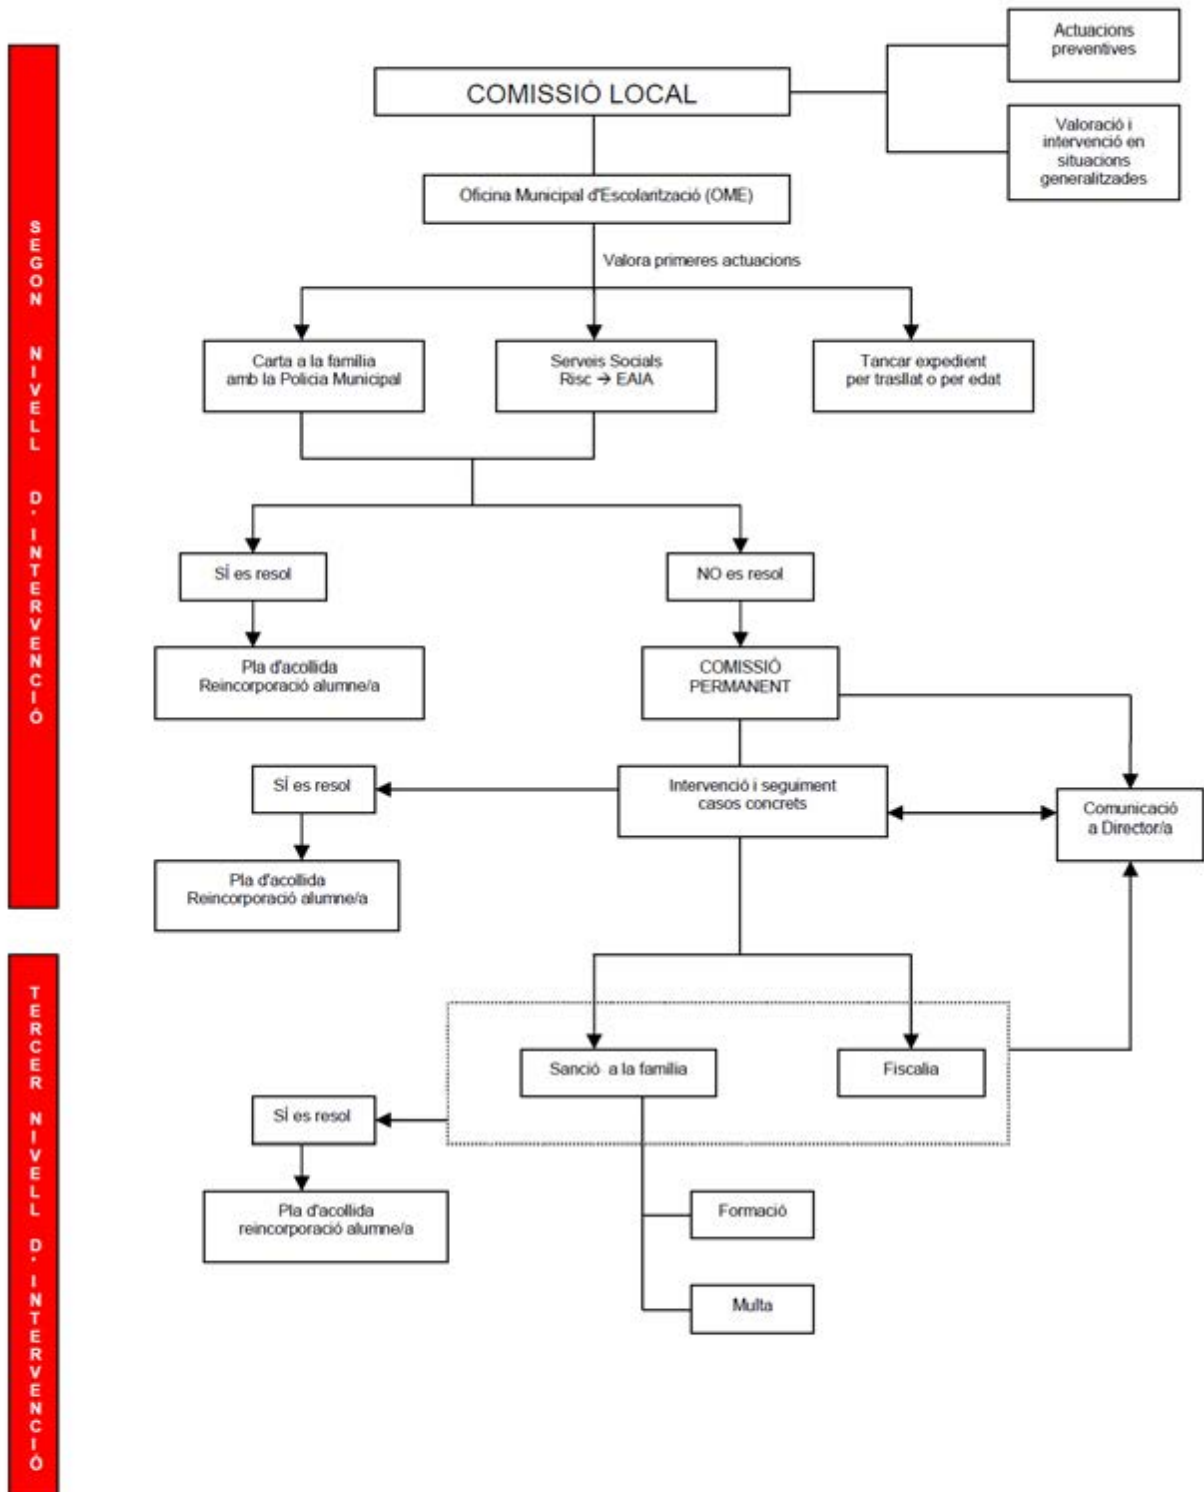 Actuacions
preventives
COMISSIÓ LOCAL
Valoració i
intervenció en
situacions
generalitzades
Oficina Municipal d'Escolarització (OME)
Valora primeres actuacions
Carta a la família
amb la Policia Municipal
Serveis Socials
Risc → EAIA
Tancar expedient
per trasllat o per edat
SÍ es resol
NO es resol
Pla d'acollida
Reincorporació alumne/a
COMISSIÓ
PERMANENT
SÍ es resol
Intervenció i seguiment
casos concrets
Comunicació
a Director/a
Pla d'acollida
Reincorporació alumne/a
SEGON NIVELL D'INTERVENCIÓ
Sanció a la família
Fiscalia
SÍ es resol
Pla d'acollida
reincorporació alumne/a
Formació
Multa
TERCER NIVELL D'INTERVENCIÓ